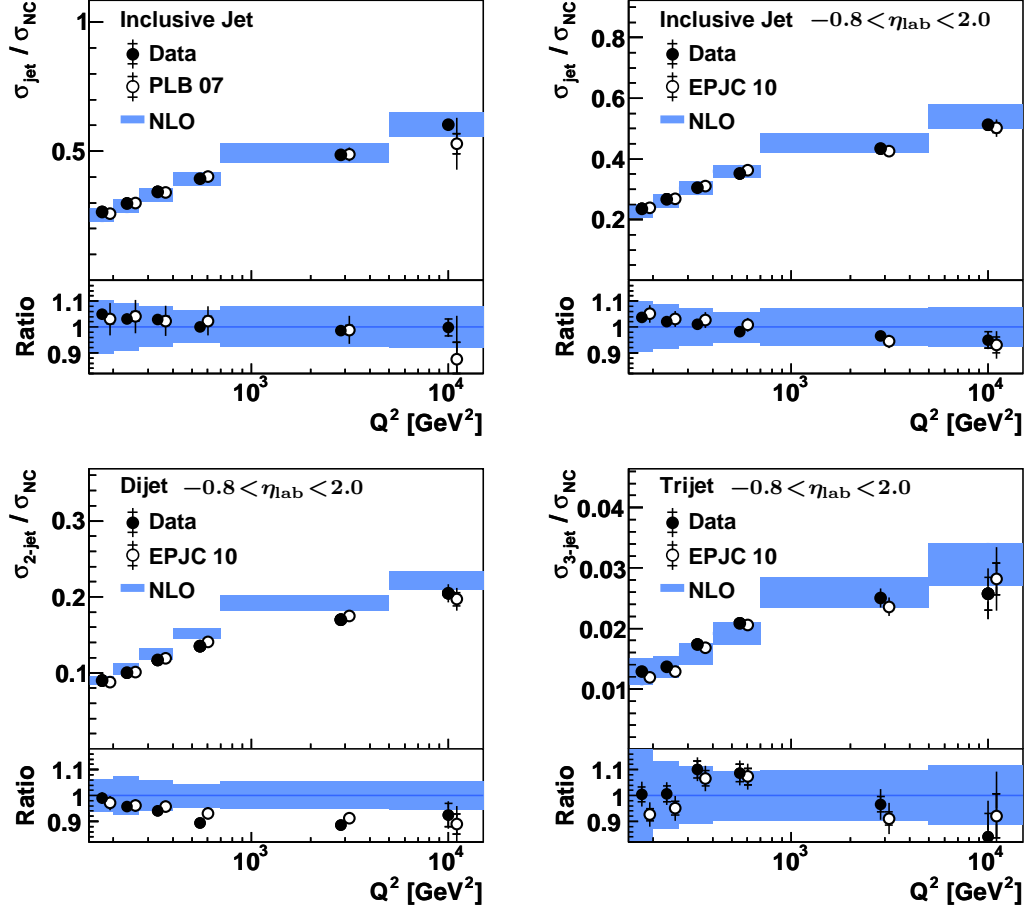 σjet / σNC
1
0.5
Inclusive Jet
Data
PLB 07
NLO
Ratio
1.1
1
0.9
10³
10⁴
Q² [GeV²]
σjet / σNC
0.8
0.6
0.4
0.2
Inclusive Jet −0.8<ηlab<2.0
Data
EPJC 10
NLO
Ratio
1.1
1
0.9
10³
10⁴
Q² [GeV²]
σ2-jet / σNC
0.3
0.2
0.1
Dijet −0.8<ηlab<2.0
Data
EPJC 10
NLO
Ratio
1.1
1
0.9
10³
10⁴
Q² [GeV²]
σ3-jet / σNC
0.04
0.03
0.02
0.01
Trijet −0.8<ηlab<2.0
Data
EPJC 10
NLO
Ratio
1.1
1
0.9
10³
10⁴
Q² [GeV²]